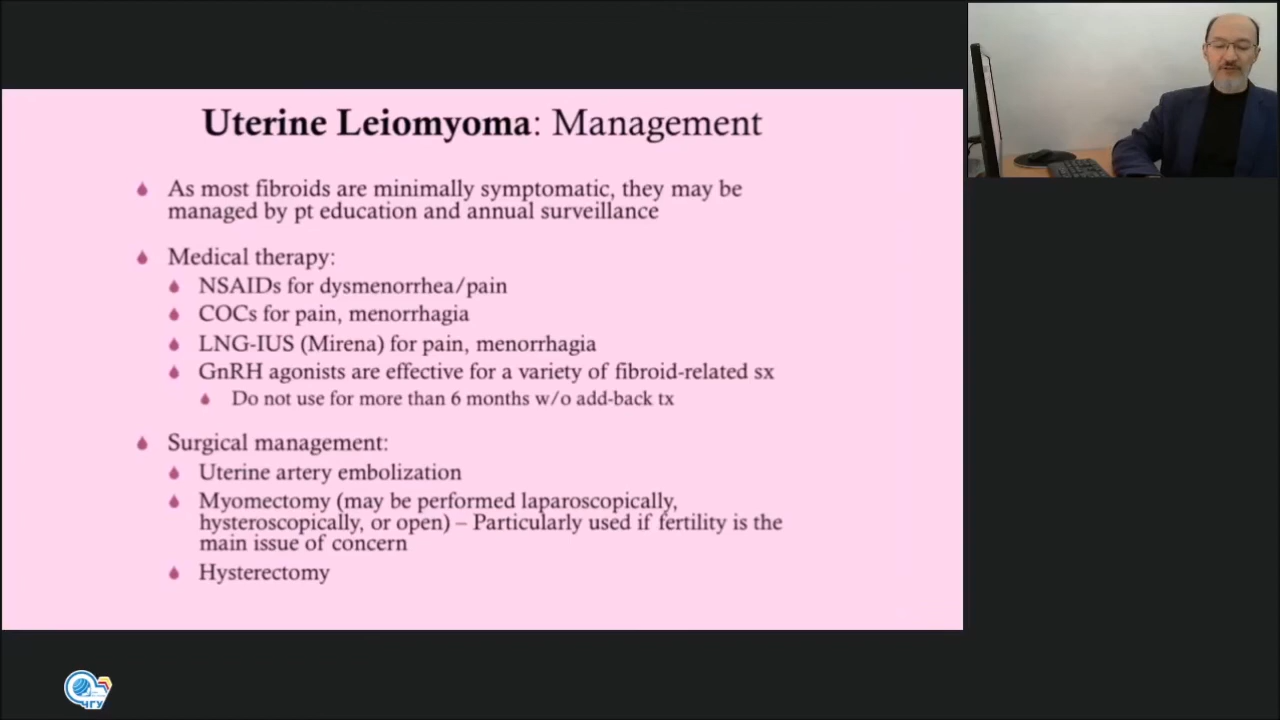 Uterine Leiomyoma: Management
As most fibroids are minimally symptomatic, they may be
managed by pt education and annual surveillance
Medical therapy:
NSAIDs for dysmenorrhea/pain
COCs for pain, menorrhagia
LNG-IUS (Mirena) for pain, menorrhagia
GnRH agonists are effective for a variety of fibroid-related sx
Do not use for more than 6 months w/o add-back tx
Surgical management:
Uterine artery embolization
Myomectomy (may be performed laparoscopically,
hysteroscopically, or open) – Particularly used if fertility is the
main issue of concern
Hysterectomy
ЧГУ